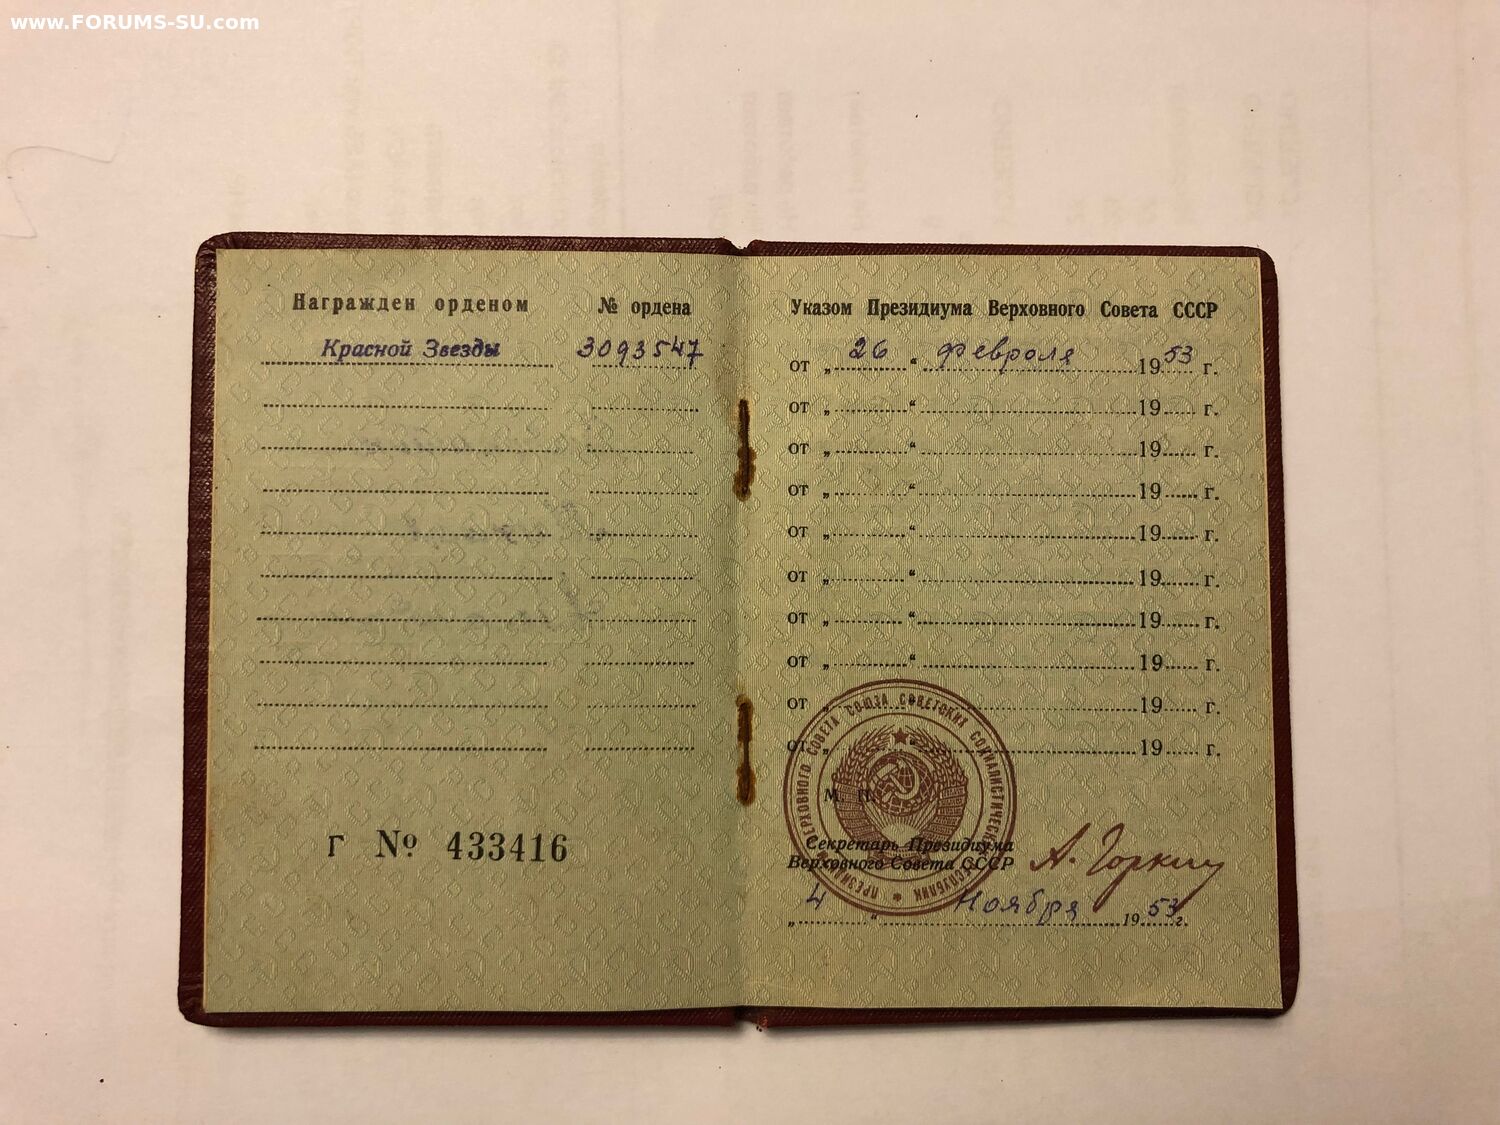 www.FORUMS-SU.com
Награжден орденом № ордена
Красной Звезды 3093547
г № 433416
Указом Президиума Верховного Совета СССР
от „ 26 “ февраля 1953 г.
от „ “ 19 г.
от „ “ 19 г.
от „ “ 19 г.
от „ “ 19 г.
от „ “ 19 г.
от „ “ 19 г.
от „ “ 19 г.
от „ “ 19 г.
от „ “ 19 г.
М. П.
ПРЕЗИДИУМ ВЕРХОВНОГО СОВЕТА СОЮЗА СОВЕТСКИХ СОЦИАЛИСТИЧЕСКИХ РЕСПУБЛИК
Секретарь Президиума
Верховного Совета СССР А. Горкин
„ 4 “ ноября 1953 г.